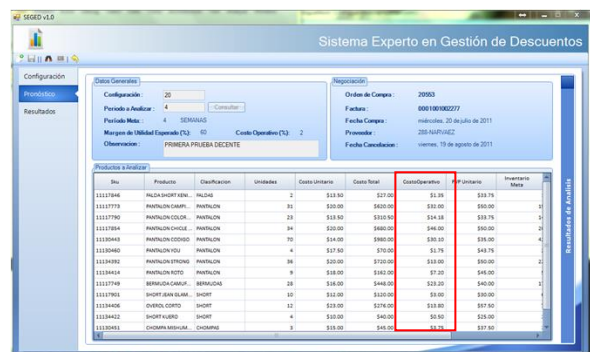 SEGED v1.0
Sistema Experto en Gestión de Descuentos
Configuración
Pronóstico
Resultados
Datos Generales
Configuración : 20
Periodo a Analizar : 4 Consultar
Periodo Meta : 4 SEMANAS
Margen de Utilidad Esperado (%): 60 Costo Operativo (%): 2
Observacion : PRIMERA PRUEBA DECENTE
Negociación
Orden de Compra : 20553
Factura : 0001001002277
Fecha Compra : miércoles, 20 de julio de 2011
Proveedor : 288-NARVAEZ
Fecha Cancelacion : viernes, 19 de agosto de 2011
Productos a Analizar
Sku Producto Clasificacion Unidades Costo Unitario Costo Total CostoOperativo PVP Unitario Inventario Meta
11117846 FALDA SHORT KENI... FALDAS 2 $13.50 $27.00 $1.35 $33.75
11117773 PANTALON CAMPI... PANTALON 31 $20.00 $620.00 $32.00 $50.00
11117790 PANTALON COLOR... PANTALON 23 $13.50 $310.50 $14.18 $33.75
11117854 PANTALON CHICLE ... PANTALON 34 $20.00 $680.00 $46.00 $50.00
11130443 PANTALON CODIGO PANTALON 70 $14.00 $980.00 $30.10 $35.00
11130460 PANTALON YOU PANTALON 4 $17.50 $70.00 $1.75 $43.75
11134392 PANTALON STRONG PANTALON 36 $20.00 $720.00 $13.00 $50.00
11134414 PANTALON ROTO PANTALON 9 $18.00 $162.00 $7.20 $45.00
11117749 BERMUDA CAMUF... BERMUDAS 28 $16.00 $448.00 $23.20 $40.00
11117901 SHORT JEAN GLAM... SHORT 10 $12.00 $120.00 $3.00 $30.00
11134406 OVEROL CORTO SHORT 12 $23.00 $276.00 $13.80 $57.50
11134422 SHORT KUERO SHORT 4 $10.00 $40.00 $0.50 $25.00
11130451 CHOMPA MISHUM... CHOMPAS 3 $15.00 $45.00 $3.75 $37.50
Resultados de Analisis